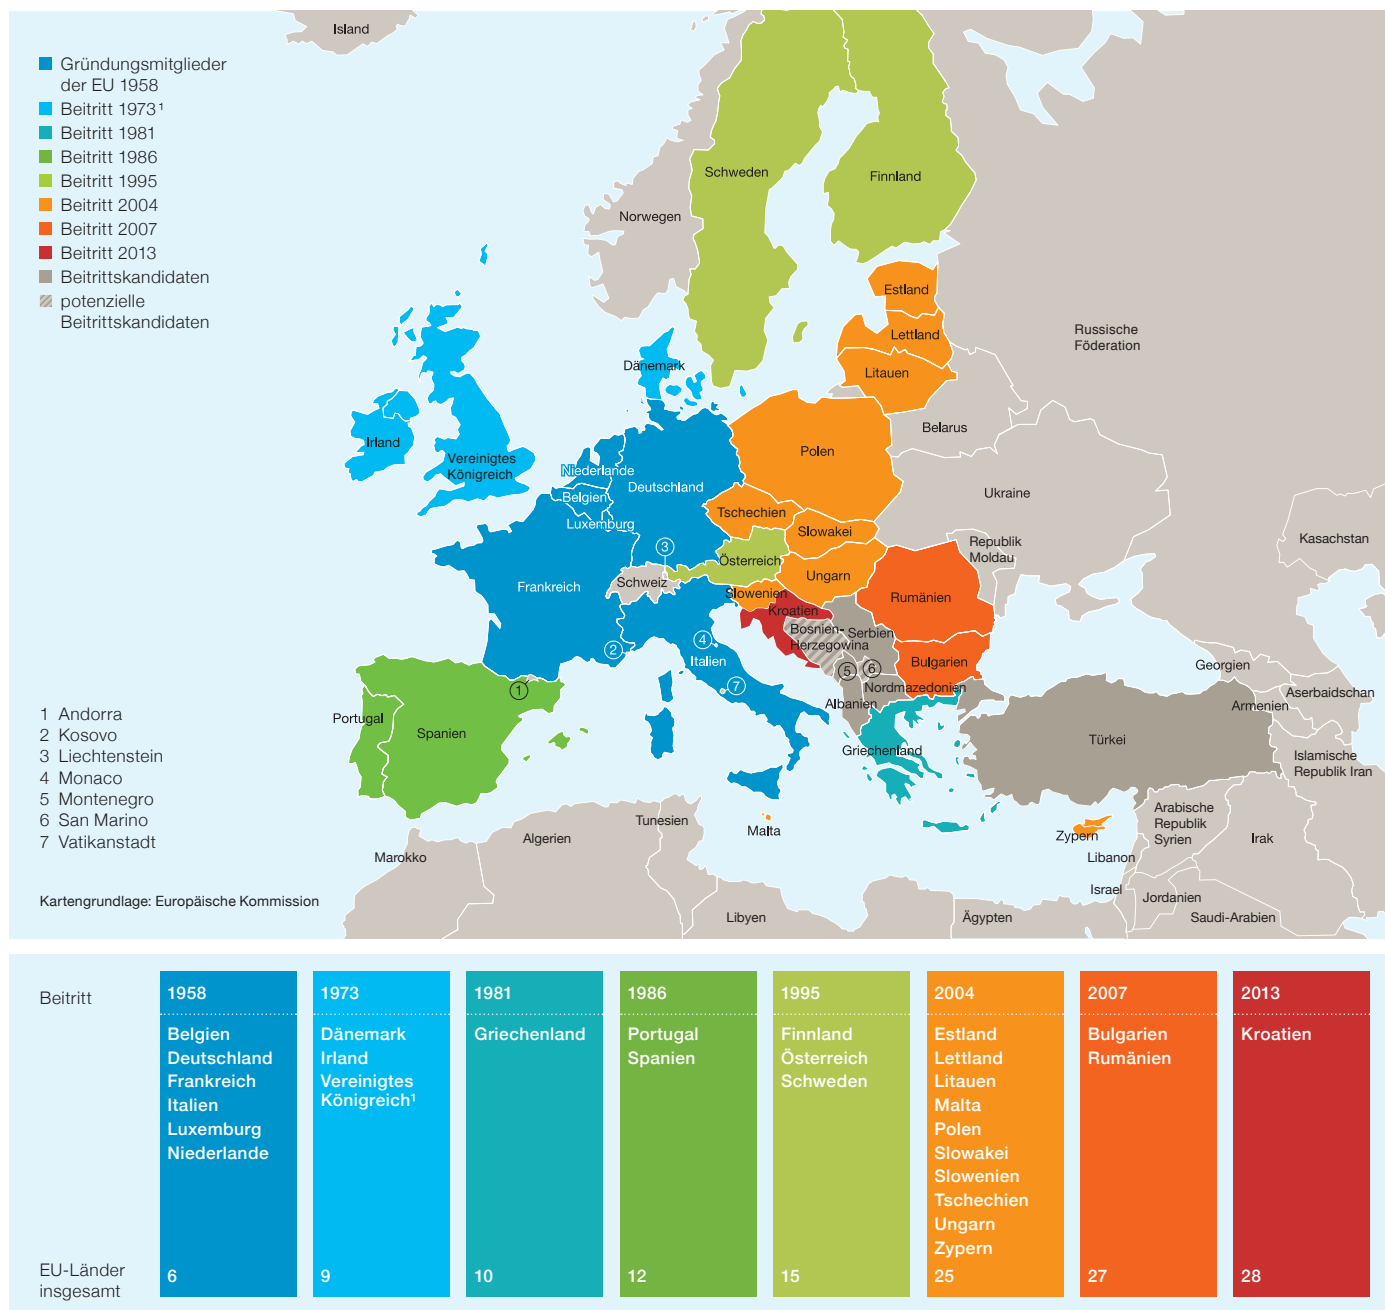 Island
Gründungsmitglieder
der EU 1958
Beitritt 1973¹
Beitritt 1981
Beitritt 1986
Beitritt 1995
Beitritt 2004
Beitritt 2007
Beitritt 2013
Beitrittskandidaten
potenzielle
Beitrittskandidaten
Schweden
Finnland
Norwegen
Estland
Lettland
Litauen
Russische
Föderation
Dänemark
Belarus
Irland
Vereinigtes
Königreich
Niederlande
Deutschland
Polen
Belgien
Luxemburg
Ukraine
Tschechien
Slowakei
Republik
Moldau
Kasachstan
3
Österreich
Ungarn
Schweiz
Frankreich
Slowenien
Rumänien
Kroatien
Bosnien-
Herzegowina
Serbien
4
2
Italien
5
6
Bulgarien
Georgien
Nordmazedonien
7
1
Albanien
Aserbaidschan
Armenien
Portugal
Spanien
Griechenland
Türkei
Islamische
Republik Iran
1 Andorra
2 Kosovo
3 Liechtenstein
4 Monaco
5 Montenegro
6 San Marino
7 Vatikanstadt
Arabische
Republik
Syrien
Tunesien
Malta
Zypern
Algerien
Irak
Marokko
Libanon
Israel
Jordanien
Libyen
Ägypten
Saudi-Arabien
Kartengrundlage: Europäische Kommission
Beitritt
1958
Belgien
Deutschland
Frankreich
Italien
Luxemburg
Niederlande
6
1973
Dänemark
Irland
Vereinigtes
Königreich¹
9
1981
Griechenland
10
1986
Portugal
Spanien
12
1995
Finnland
Österreich
Schweden
15
2004
Estland
Lettland
Litauen
Malta
Polen
Slowakei
Slowenien
Tschechien
Ungarn
Zypern
25
2007
Bulgarien
Rumänien
27
2013
Kroatien
28
EU-Länder
insgesamt